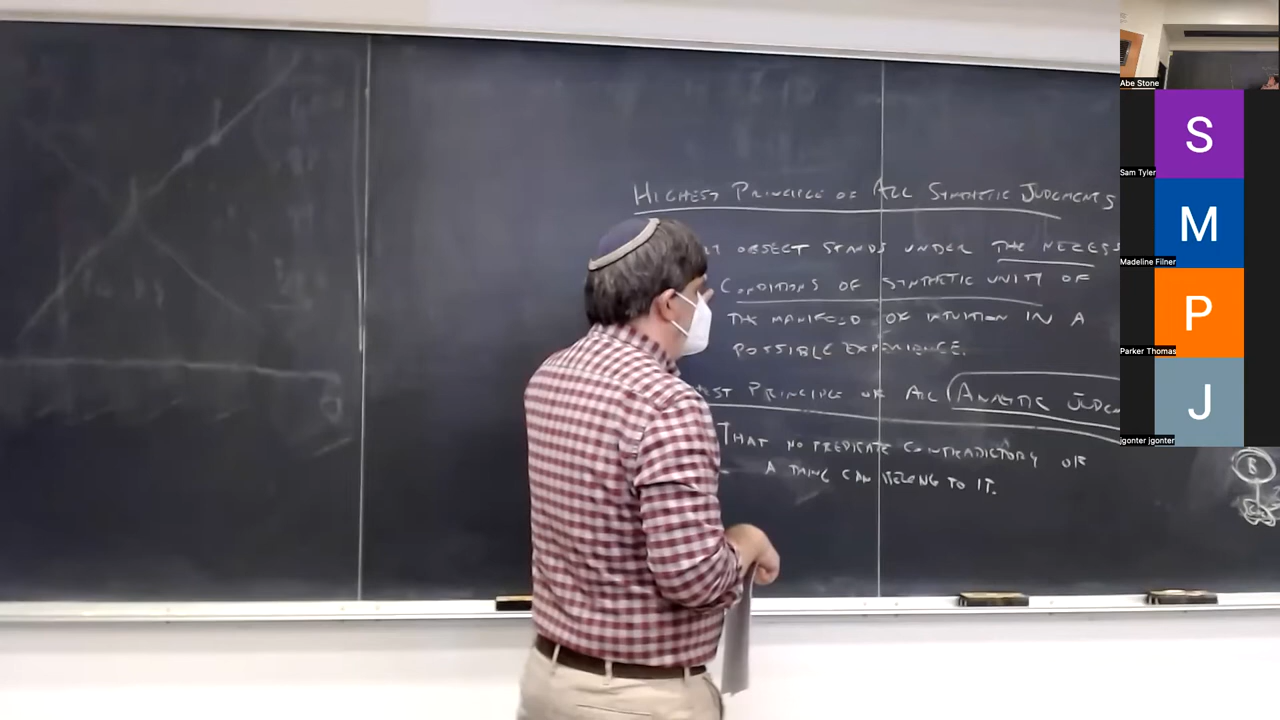 HIGHEST PRINCIPLE OF ALL SYNTHETIC JUDGMENTS
OBJECT STANDS UNDER THE NECESS
CONDITIONS OF SYNTHETIC UNITY OF
THE MANIFOLD OF INTUITION IN A
POSSIBLE EXPERIENCE.
EST PRINCIPLE OF ALL ANALYTIC JUDGM
THAT NO PREDICATE CONTRADICTORY OF
A THING CAN BELONG TO IT.
B
Abe Stone
S
Sam Tyler
M
Madeline Filner
P
Parker Thomas
J
jgonter jgonter